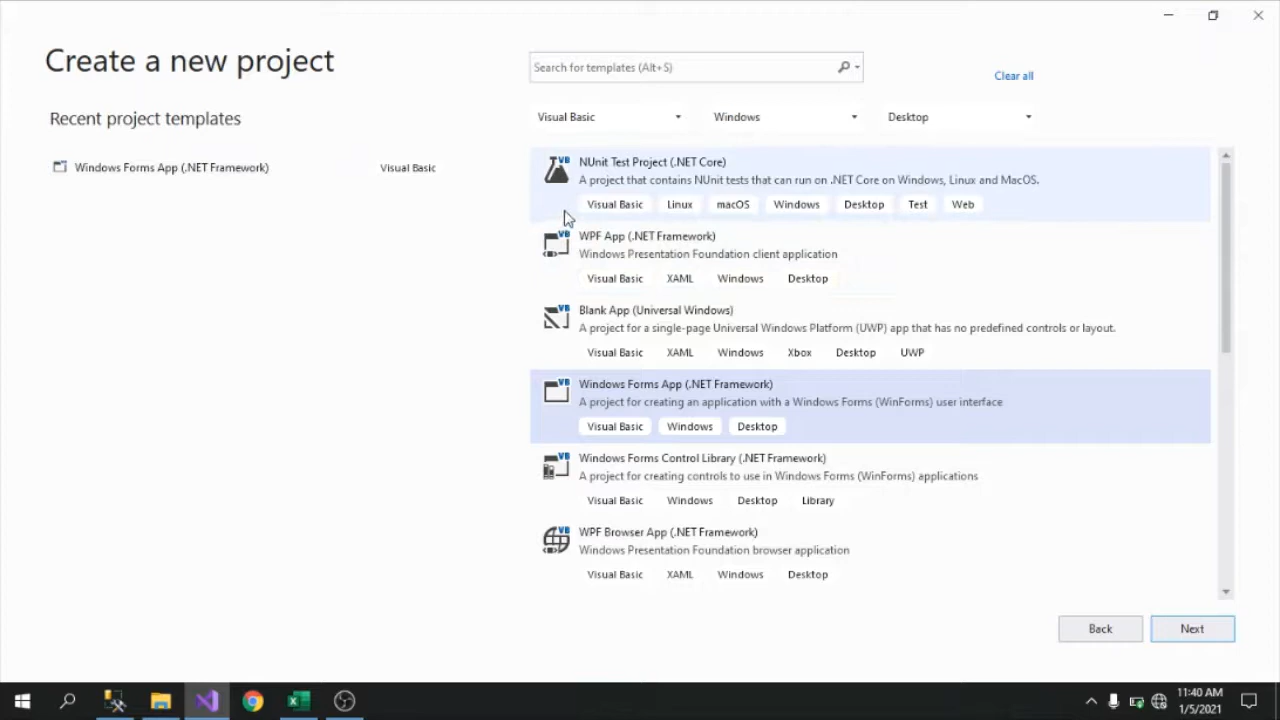 Create a new project
Recent project templates
Windows Forms App (.NET Framework) Visual Basic
Search for templates (Alt+S)
Clear all
Visual Basic Windows Desktop
VB NUnit Test Project (.NET Core)
A project that contains NUnit tests that can run on .NET Core on Windows, Linux and MacOS.
Visual Basic Linux macOS Windows Desktop Test Web
VB WPF App (.NET Framework)
Windows Presentation Foundation client application
Visual Basic XAML Windows Desktop
VB Blank App (Universal Windows)
A project for a single-page Universal Windows Platform (UWP) app that has no predefined controls or layout.
Visual Basic XAML Windows Xbox Desktop UWP
VB Windows Forms App (.NET Framework)
A project for creating an application with a Windows Forms (WinForms) user interface
Visual Basic Windows Desktop
VB Windows Forms Control Library (.NET Framework)
A project for creating controls to use in Windows Forms (WinForms) applications
Visual Basic Windows Desktop Library
VB WPF Browser App (.NET Framework)
Windows Presentation Foundation browser application
Visual Basic XAML Windows Desktop
Back Next
11:40 AM
1/5/2021